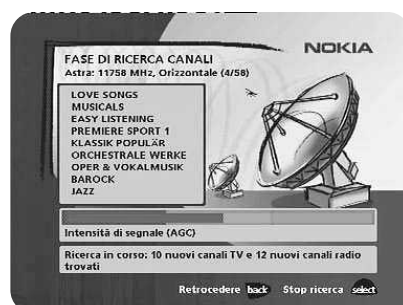 NOKIA
FASE DI RICERCA CANALI
Astra: 11758 MHz, Orizzontale (4/58)
LOVE SONGS
MUSICALS
EASY LISTENING
PREMIERE SPORT 1
KLASSIK POPULÄR
ORCHESTRALE WERKE
OPER & VOKALMUSIK
BAROCK
JAZZ
Intensitá di segnale (AGC)
Ricerca in corso: 10 nuovi canali TV e 12 nuovi canali radio
trovati
Retrocedere back Stop ricerca select